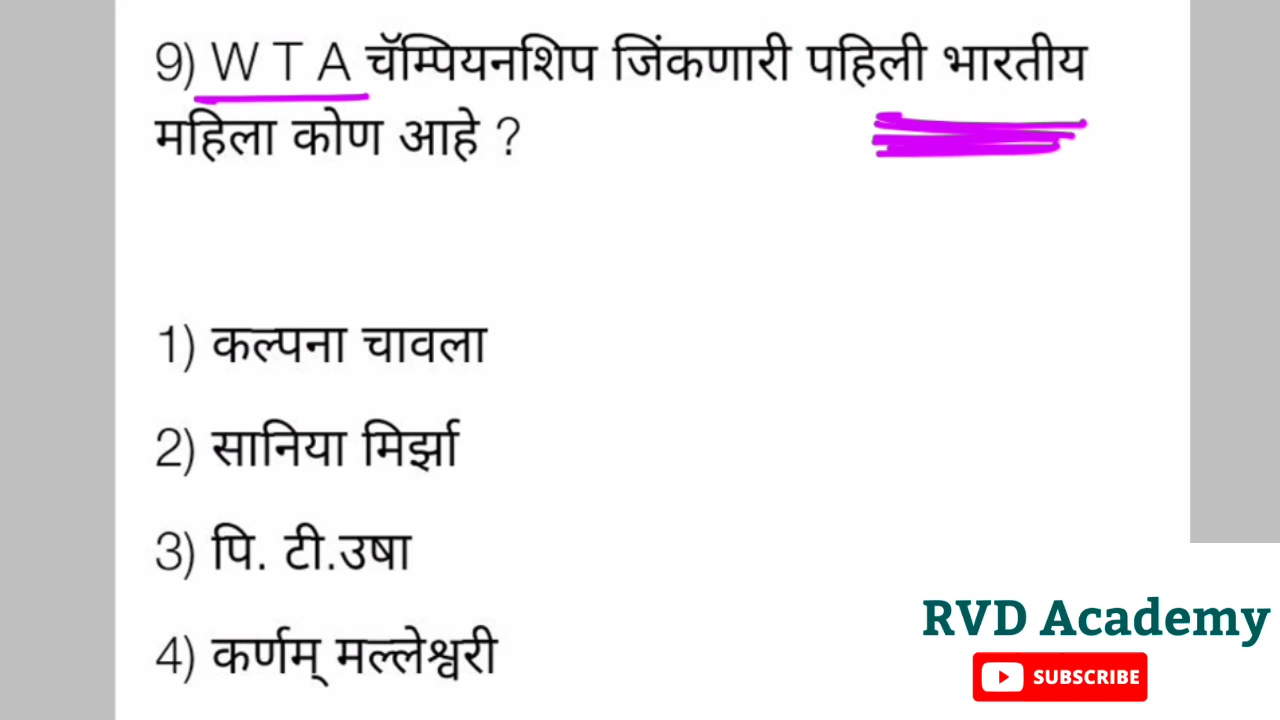 9) W T A चॅम्पियनशिप जिंकणारी पहिली भारतीय
महिला कोण आहे ?
1) कल्पना चावला
2) सानिया मिर्झा
3) पि. टी.उषा
4) कर्णम् मल्लेश्वरी
RVD Academy
SUBSCRIBE